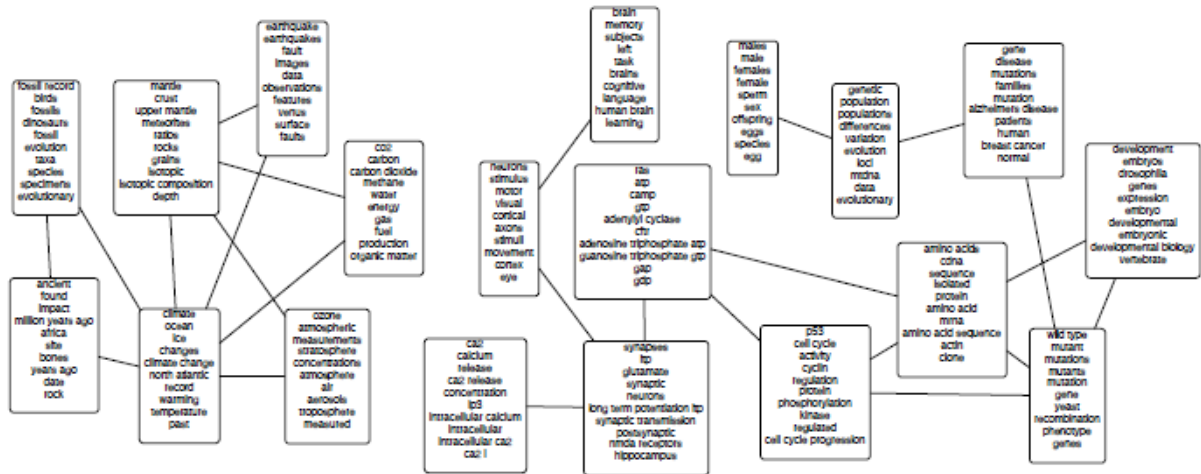 fossil record
birds
fossils
dinosaurs
fossil
evolution
taxa
species
specimens
evolutionary
mantle
crust
upper mantle
meteorites
ratios
rocks
grains
isotopic
isotopic composition
depth
earthquake
earthquakes
fault
images
data
observations
features
venus
surface
faults
co2
carbon
carbon dioxide
methane
water
energy
gas
fuel
production
organic matter
ancient
found
impact
million years ago
africa
site
bones
years ago
date
rock
climate
ocean
ice
changes
climate change
north atlantic
record
warming
temperature
past
ozone
atmospheric
measurements
stratosphere
concentrations
atmosphere
air
aerosols
troposphere
measured
brain
memory
subjects
left
task
brains
cognitive
language
human brain
learning
neurons
stimulus
motor
visual
cortical
axons
stimuli
movement
cortex
eye
ras
atp
camp
gtp
adenylyl cyclase
cftr
adenosine triphosphate atp
guanosine triphosphate gtp
gap
gdp
ca2
calcium
release
ca2 release
concentration
ip3
intracellular calcium
intracellular
intracellular ca2
ca2 i
synapses
ltp
glutamate
synaptic
neurons
long term potentiation ltp
synaptic transmission
postsynaptic
nmda receptors
hippocampus
males
male
females
female
sperm
sex
offspring
eggs
species
egg
genetic
population
populations
differences
variation
evolution
loci
mtdna
data
evolutionary
gene
disease
mutations
families
mutation
alzheimers disease
patients
human
breast cancer
normal
development
embryos
drosophila
genes
expression
embryo
developmental
embryonic
developmental biology
vertebrate
amino acids
cdna
sequence
isolated
protein
amino acid
mrna
amino acid sequence
actin
clone
p53
cell cycle
activity
cyclin
regulation
protein
phosphorylation
kinase
regulated
cell cycle progression
wild type
mutant
mutations
mutants
mutation
gene
yeast
recombination
phenotype
genes